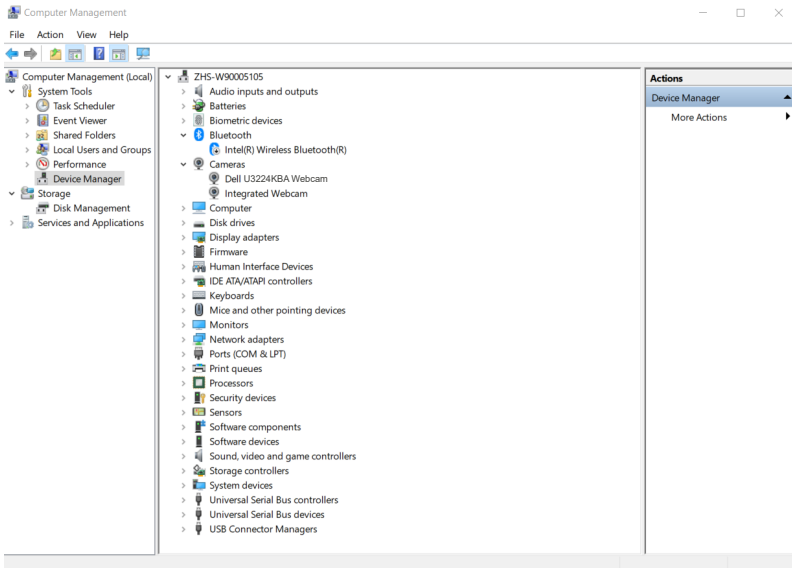 Computer Management
File Action View Help
Computer Management (Local)
System Tools
Task Scheduler
Event Viewer
Shared Folders
Local Users and Groups
Performance
Device Manager
Storage
Disk Management
Services and Applications
ZHS-W90005105
Audio inputs and outputs
Batteries
Biometric devices
Bluetooth
Intel(R) Wireless Bluetooth(R)
Cameras
Dell U3224KBA Webcam
Integrated Webcam
Computer
Disk drives
Display adapters
Firmware
Human Interface Devices
IDE ATA/ATAPI controllers
Keyboards
Mice and other pointing devices
Monitors
Network adapters
Ports (COM & LPT)
Print queues
Processors
Security devices
Sensors
Software components
Software devices
Sound, video and game controllers
Storage controllers
System devices
Universal Serial Bus controllers
Universal Serial Bus devices
USB Connector Managers
Actions
Device Manager
More Actions